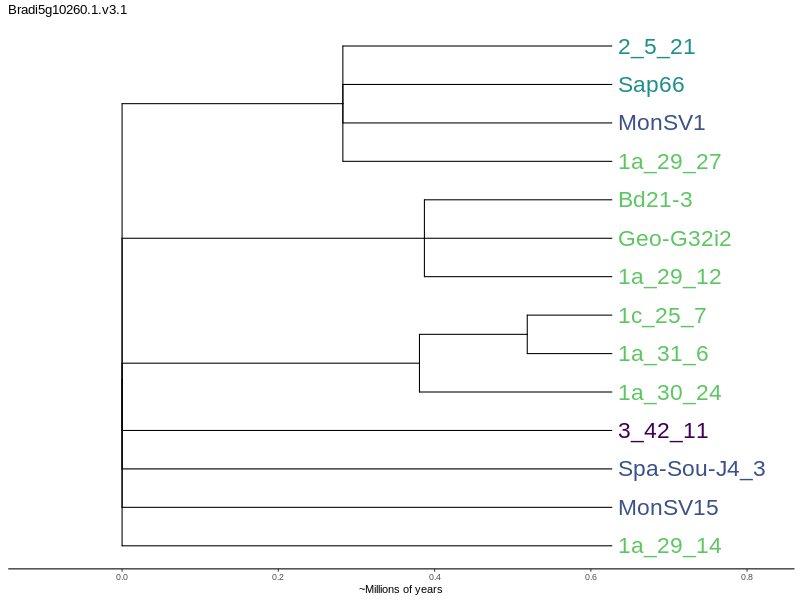 Bradi5g10260.1.v3.1
2_5_21
Sap66
MonSV1
1a_29_27
Bd21-3
Geo-G32i2
1a_29_12
1c_25_7
1a_31_6
1a_30_24
3_42_11
Spa-Sou-J4_3
MonSV15
1a_29_14
0.0 0.2 0.4 0.6 0.8
~Millions of years